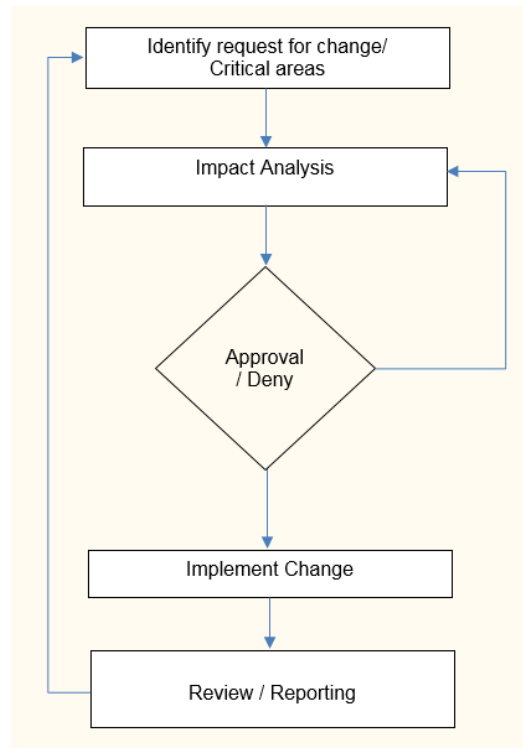 Identify request for change/
Critical areas
Impact Analysis
Approval
/ Deny
Implement Change
Review / Reporting